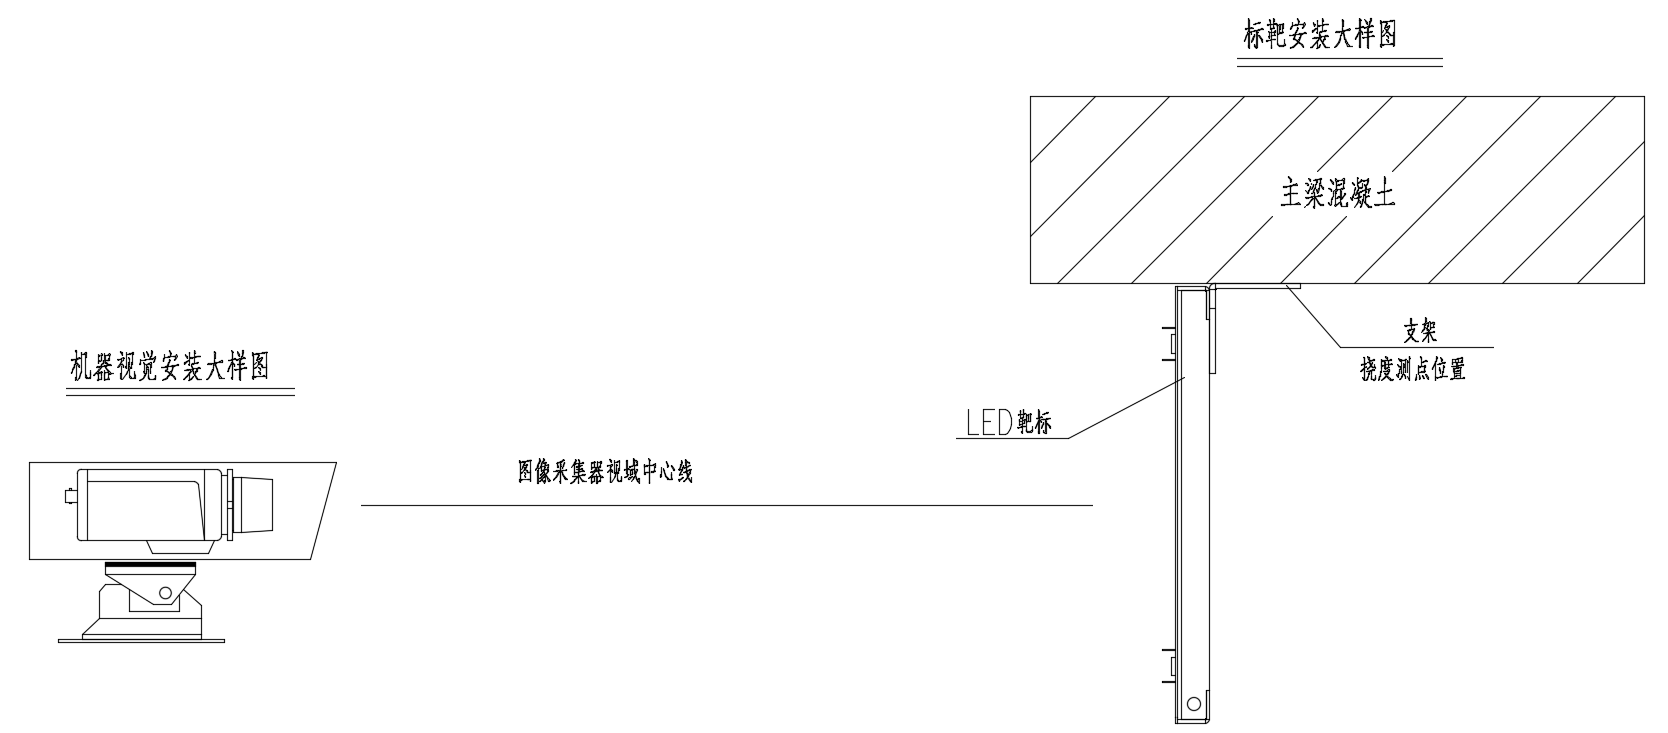 标靶安装大样图
主梁混凝土
支架
挠度测点位置
机器视觉安装大样图
LED靶标
图像采集器视域中心线